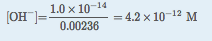 [OH⁻]= 1.0 × 10⁻¹⁴ / 0.00236 = 4.2 × 10⁻¹² M